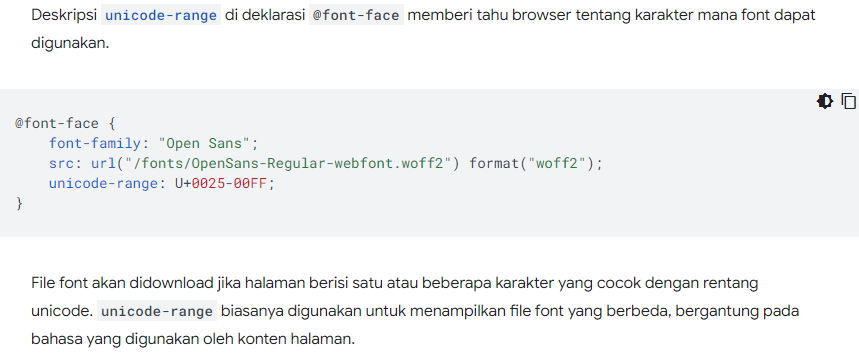 Deskripsi unicode-range di deklarasi @font-face memberi tahu browser tentang karakter mana font dapat
digunakan.
@font-face {
    font-family: "Open Sans";
    src: url("/fonts/OpenSans-Regular-webfont.woff2") format("woff2");
    unicode-range: U+0025-00FF;
}
File font akan didownload jika halaman berisi satu atau beberapa karakter yang cocok dengan rentang
unicode. unicode-range biasanya digunakan untuk menampilkan file font yang berbeda, bergantung pada
bahasa yang digunakan oleh konten halaman.